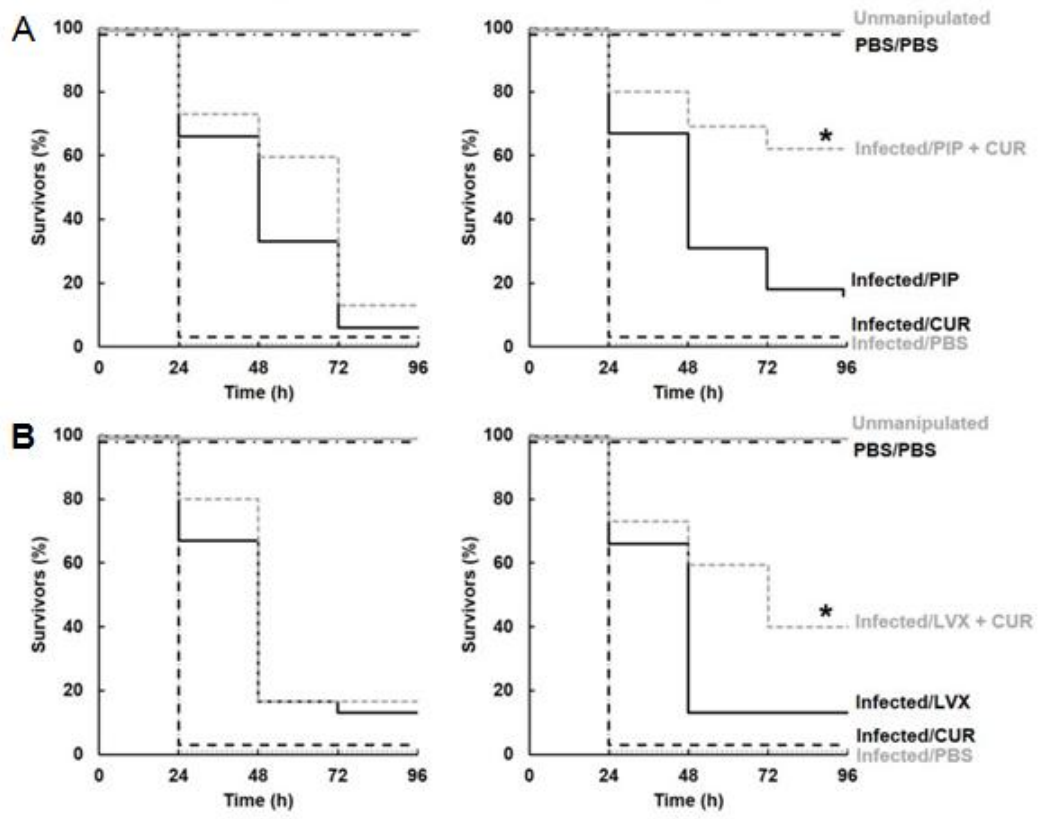 A
Survivors (%)
100
80
60
40
20
0
0 24 48 72 96
Time (h)
Survivors (%)
100
80
60
40
20
0
0 24 48 72 96
Time (h)
Unmanipulated
PBS/PBS
*
Infected/PIP + CUR
Infected/PIP
Infected/CUR
Infected/PBS
B
Survivors (%)
100
80
60
40
20
0
0 24 48 72 96
Time (h)
Survivors (%)
100
80
60
40
20
0
0 24 48 72 96
Time (h)
Unmanipulated
PBS/PBS
*
Infected/LVX + CUR
Infected/LVX
Infected/CUR
Infected/PBS